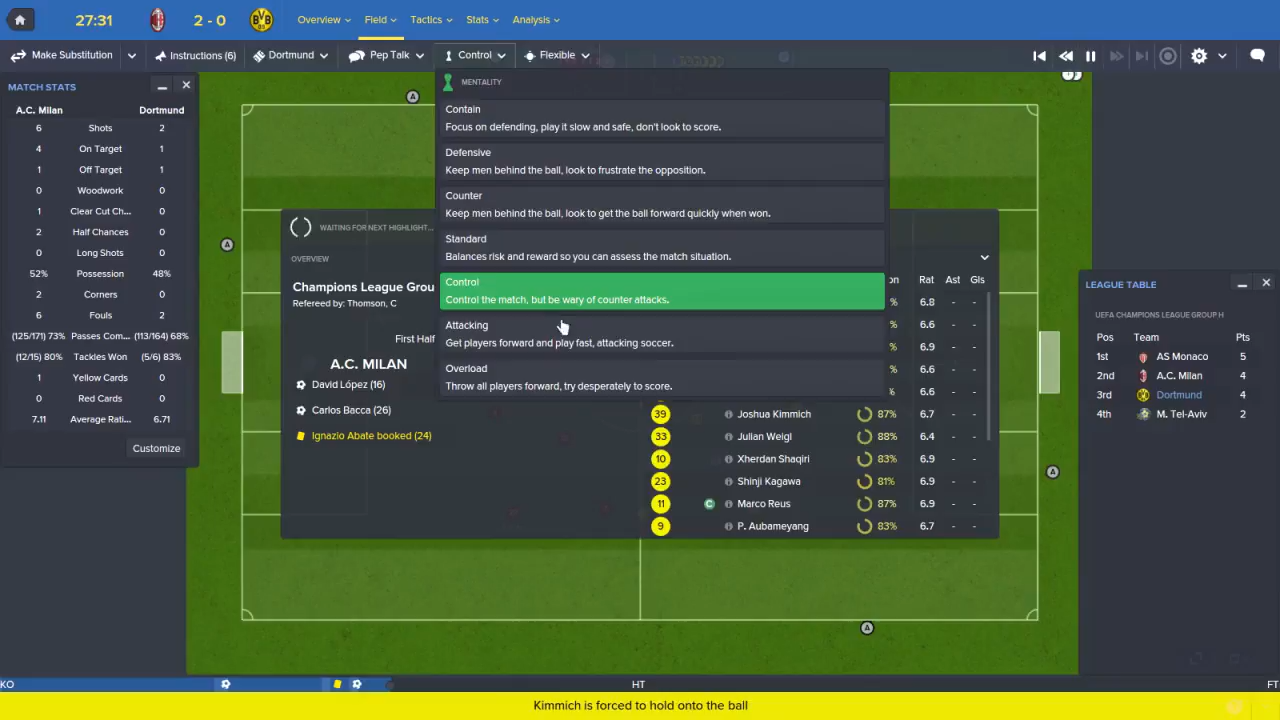 27:31 2 - 0 Overview Field Tactics Stats Analysis
Make Substitution Instructions (6) Dortmund Pep Talk Control Flexible
MATCH STATS
A.C. Milan Dortmund
6 Shots 2
4 On Target 1
1 Off Target 1
0 Woodwork 0
1 Clear Cut Ch... 0
2 Half Chances 0
0 Long Shots 0
52% Possession 48%
2 Corners 0
6 Fouls 2
(125/171) 73% Passes Com... (113/164) 68%
(12/15) 80% Tackles Won (5/6) 83%
1 Yellow Cards 0
0 Red Cards 0
7.11 Average Rati... 6.71
Customize
MENTALITY
Contain
Focus on defending, play it slow and safe, don't look to score.
Defensive
Keep men behind the ball, look to frustrate the opposition.
Counter
Keep men behind the ball, look to get the ball forward quickly when won.
Standard
Balances risk and reward so you can assess the match situation.
Control
Control the match, but be wary of counter attacks.
Attacking
Get players forward and play fast, attacking soccer.
Overload
Throw all players forward, try desperately to score.
A
A
A
A
WAITING FOR NEXT HIGHLIGHT...
OVERVIEW
Champions League Grou
Refereed by: Thomson, C
First Half
A.C. MILAN
David López (16)
Carlos Bacca (26)
Ignazio Abate booked (24)
on Rat Ast Gls
% 6.8 - -
% 6.6 - -
% 6.9 - -
% 6.6 - -
% 6.6 - -
39 Joshua Kimmich 87% 6.7 - -
33 Julian Weigl 88% 6.4 - -
10 Xherdan Shaqiri 83% 6.9 - -
23 Shinji Kagawa 81% 6.9 - -
11 C Marco Reus 87% 6.9 - -
9 P. Aubameyang 83% 6.7 - -
LEAGUE TABLE
UEFA CHAMPIONS LEAGUE GROUP H
Pos Team Pts
1st AS Monaco 5
2nd A.C. Milan 4
3rd Dortmund 4
4th M. Tel-Aviv 2
KO HT FT
Kimmich is forced to hold onto the ball